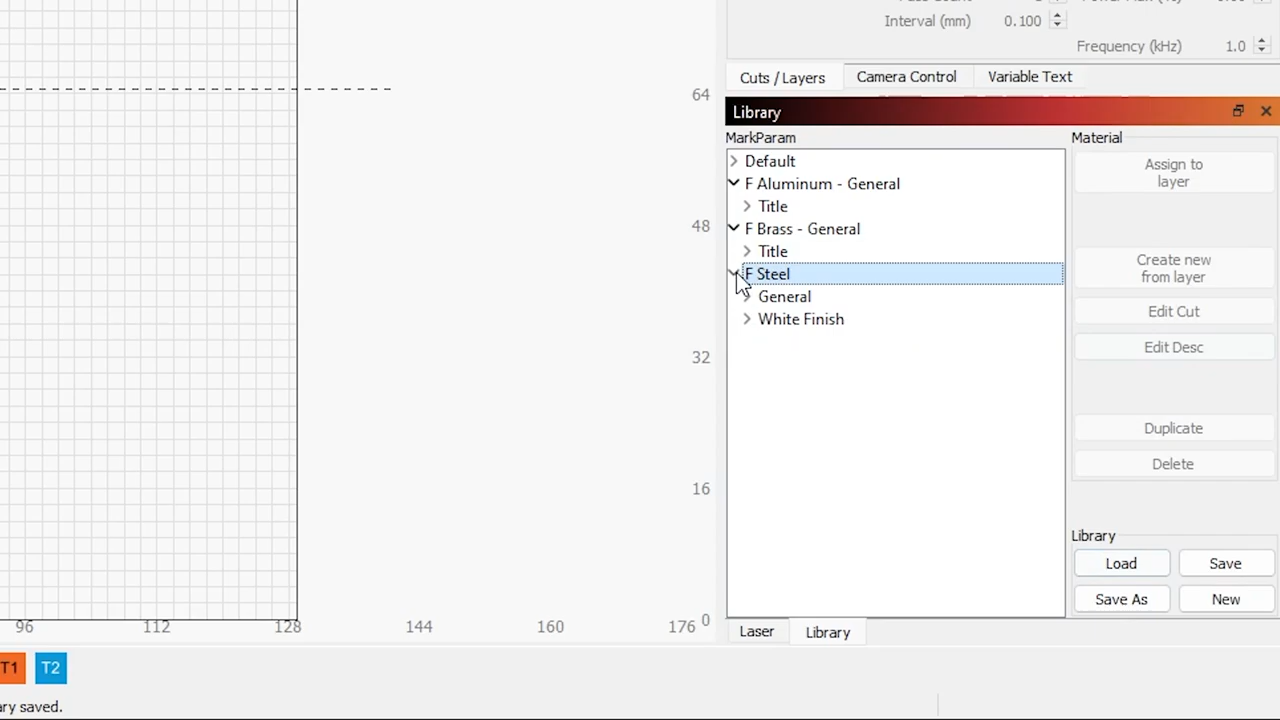 Interval (mm) 0.100
Frequency (kHz) 1.0
Cuts / Layers Camera Control Variable Text
Library
MarkParam
Default
F Aluminum - General
Title
F Brass - General
Title
F Steel
General
White Finish
Material
Assign to
layer
Create new
from layer
Edit Cut
Edit Desc
Duplicate
Delete
Library
Load Save
Save As New
Laser Library
64
48
32
16
0
96 112 128 144 160 176
T1 T2
ary saved.